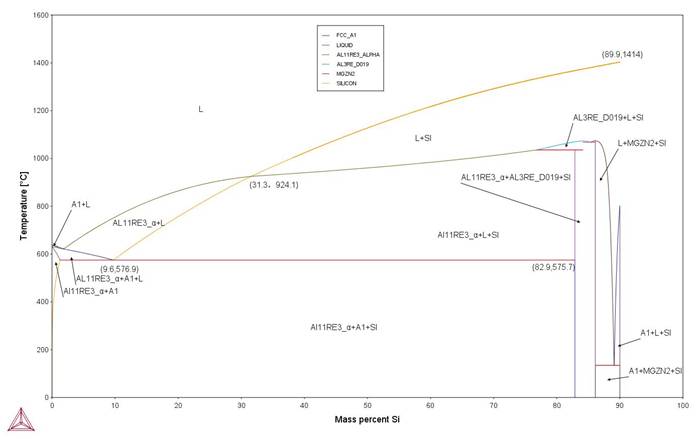 1600
1400
1200
1000
800
600
400
200
0
Temperature [°C]
FCC_A1
LIQUID
AL11RE3_ALPHA
AL3RE_D019
MGZN2
SILICON
(89.9,1414)
L
L+SI
AL3RE_D019+L+SI
L+MGZN2+SI
(31.3, 924.1)
AL11RE3_α+AL3RE_D019+SI
A1+L
AL11RE3_α+L
Al11RE3_α+L+SI
(9:6,576.9)
(82.9,575.7)
AL11RE3_α+A1+L
Al11RE3_α+A1
Al11RE3_α+A1+SI
A1+L+SI
A1+MGZN2+SI
0 10 20 30 40 50 60 70 80 90 100
Mass percent Si